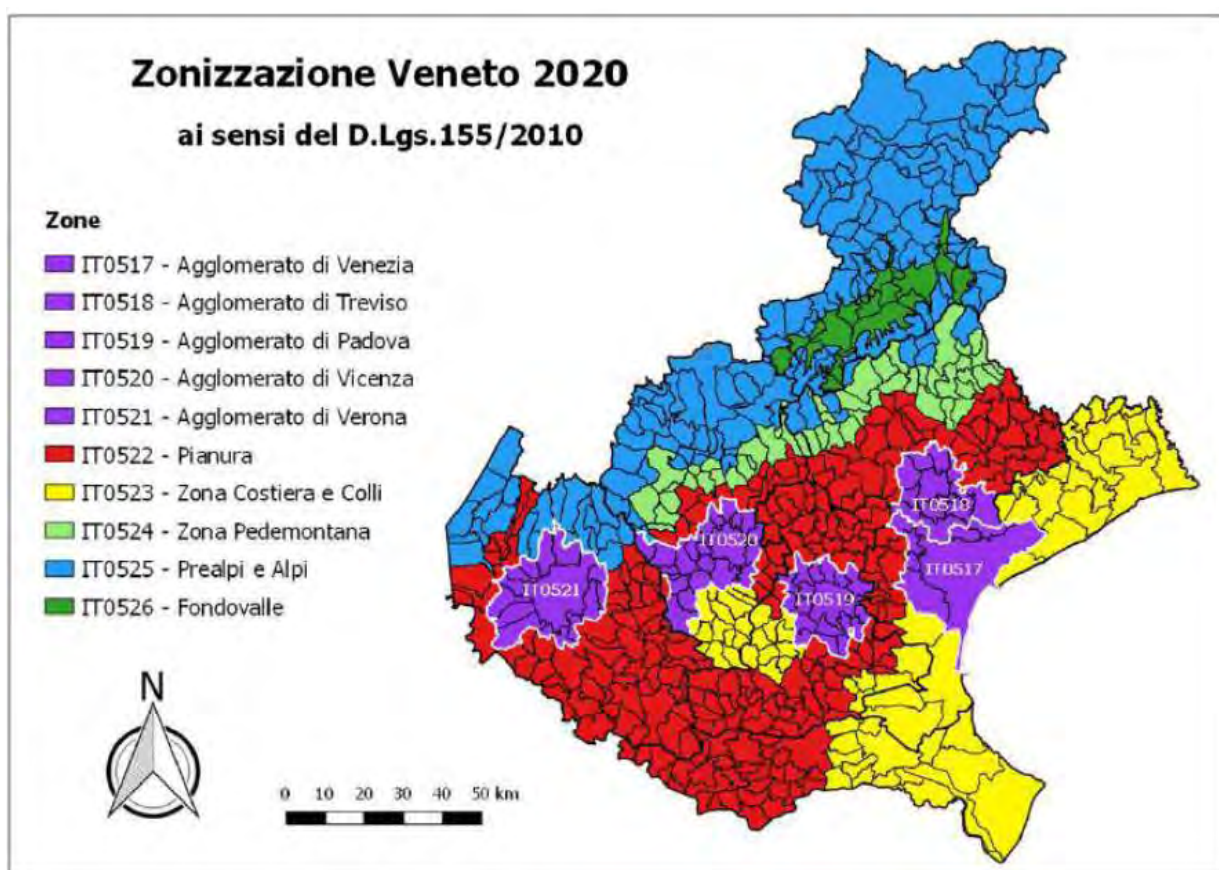 Zonizzazione Veneto 2020
ai sensi del D.Lgs.155/2010
Zone
IT0517 - Agglomerato di Venezia
IT0518 - Agglomerato di Treviso
IT0519 - Agglomerato di Padova
IT0520 - Agglomerato di Vicenza
IT0521 - Agglomerato di Verona
IT0522 - Pianura
IT0523 - Zona Costiera e Colli
IT0524 - Zona Pedemontana
IT0525 - Prealpi e Alpi
IT0526 - Fondovalle
IT0518
IT0520
IT0517
IT0521
IT0519
N
0 10 20 30 40 50 km